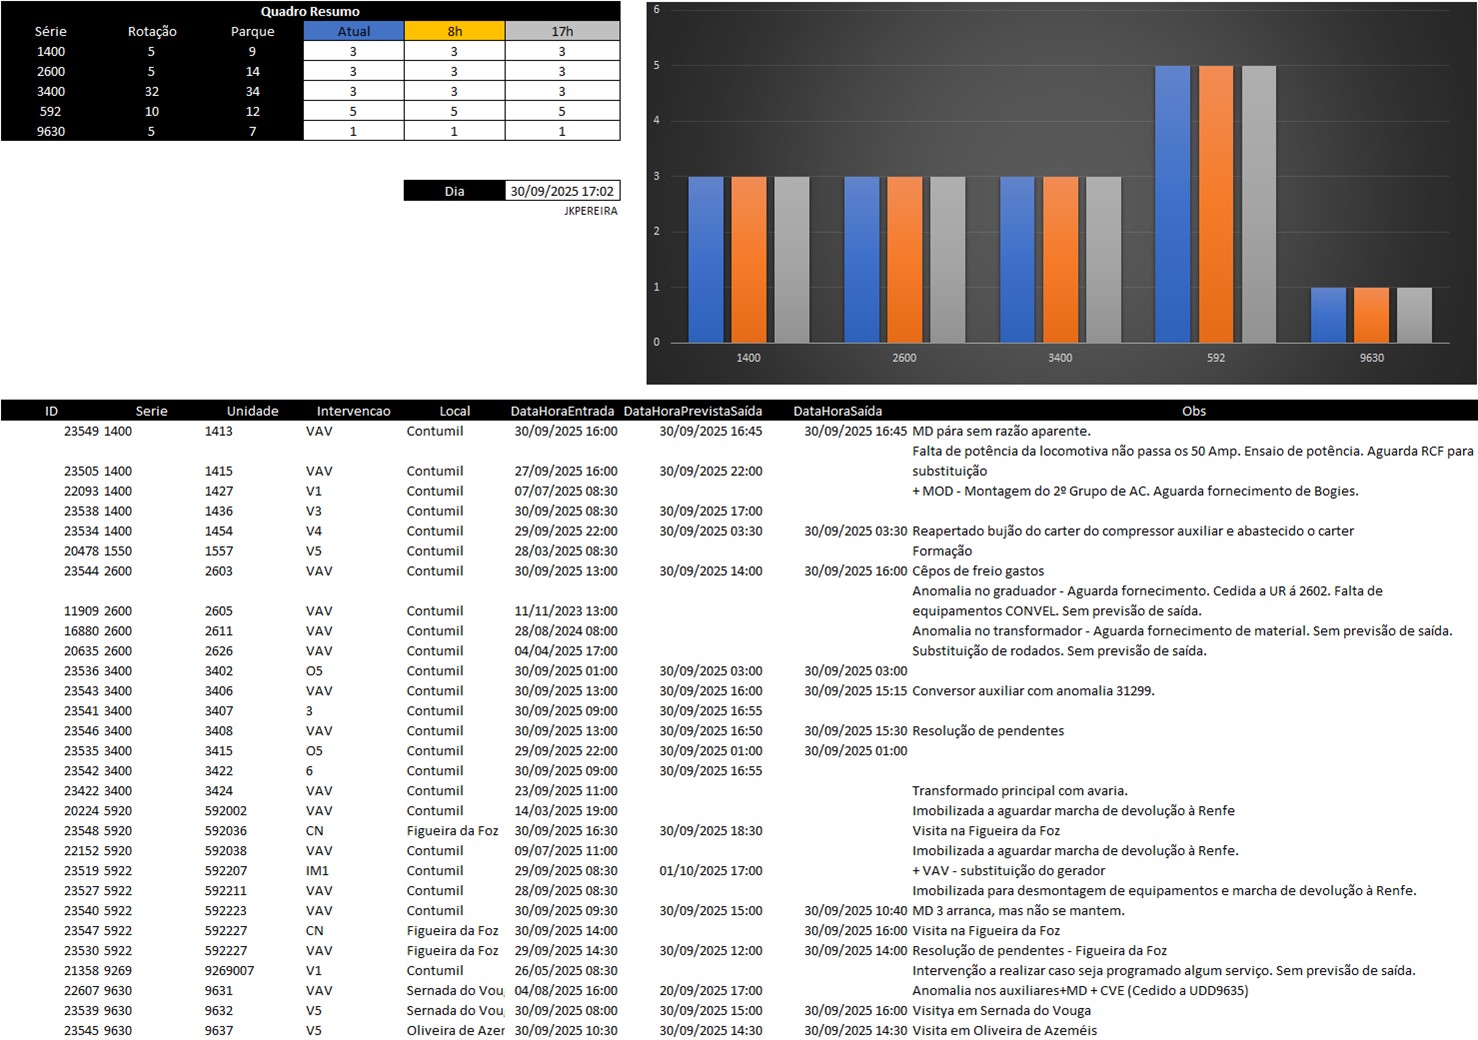 Quadro Resumo
Série Rotação Parque Atual 8h 17h
1400 5 9 3 3 3
2600 5 14 3 3 3
3400 32 34 3 3 3
592 10 12 5 5 5
9630 5 7 1 1 1
Dia 30/09/2025 17:02
JKPEREIRA
6
5
4
3
2
1
0
1400 2600 3400 592 9630
ID Serie Unidade Intervencao Local DataHoraEntrada DataHoraPrevistaSaída DataHoraSaída Obs
23549 1400 1413 VAV Contumil 30/09/2025 16:00 30/09/2025 16:45 30/09/2025 16:45 MD pára sem razão aparente.
Falta de potência da locomotiva não passa os 50 Amp. Ensaio de potência. Aguarda RCF para
23505 1400 1415 VAV Contumil 27/09/2025 16:00 30/09/2025 22:00 substituição
22093 1400 1427 V1 Contumil 07/07/2025 08:30 + MOD - Montagem do 2º Grupo de AC. Aguarda fornecimento de Bogies.
23538 1400 1436 V3 Contumil 30/09/2025 08:30 30/09/2025 17:00
23534 1400 1454 V4 Contumil 29/09/2025 22:00 30/09/2025 03:30 30/09/2025 03:30 Reapertado bujão do carter do compressor auxiliar e abastecido o carter
20478 1550 1557 V5 Contumil 28/03/2025 08:30 Formação
23544 2600 2603 VAV Contumil 30/09/2025 13:00 30/09/2025 14:00 30/09/2025 16:00 Cêpos de freio gastos
Anomalia no graduador - Aguarda fornecimento. Cedida a UR á 2602. Falta de
11909 2600 2605 VAV Contumil 11/11/2023 13:00 equipamentos CONVEL. Sem previsão de saída.
16880 2600 2611 VAV Contumil 28/08/2024 08:00 Anomalia no transformador - Aguarda fornecimento de material. Sem previsão de saída.
20635 2600 2626 VAV Contumil 04/04/2025 17:00 Substituição de rodados. Sem previsão de saída.
23536 3400 3402 O5 Contumil 30/09/2025 01:00 30/09/2025 03:00 30/09/2025 03:00
23543 3400 3406 VAV Contumil 30/09/2025 13:00 30/09/2025 16:00 30/09/2025 15:15 Conversor auxiliar com anomalia 31299.
23541 3400 3407 3 Contumil 30/09/2025 09:00 30/09/2025 16:55
23546 3400 3408 VAV Contumil 30/09/2025 13:00 30/09/2025 16:50 30/09/2025 15:30 Resolução de pendentes
23535 3400 3415 O5 Contumil 29/09/2025 22:00 30/09/2025 01:00 30/09/2025 01:00
23542 3400 3422 6 Contumil 30/09/2025 09:00 30/09/2025 16:55
23422 3400 3424 VAV Contumil 23/09/2025 11:00 Transformado principal com avaria.
20224 5920 592002 VAV Contumil 14/03/2025 19:00 Imobilizada a aguardar marcha de devolução à Renfe
23548 5920 592036 CN Figueira da Foz 30/09/2025 16:30 30/09/2025 18:30 Visita na Figueira da Foz
22152 5920 592038 VAV Contumil 09/07/2025 11:00 Imobilizada a aguardar marcha de devolução à Renfe.
23519 5922 592207 IM1 Contumil 29/09/2025 08:30 01/10/2025 17:00 + VAV - substituição do gerador
23527 5922 592211 VAV Contumil 28/09/2025 08:30 Imobilizada para desmontagem de equipamentos e marcha de devolução à Renfe.
23540 5922 592223 VAV Contumil 30/09/2025 09:30 30/09/2025 15:00 30/09/2025 10:40 MD 3 arranca, mas não se mantem.
23547 5922 592227 CN Figueira da Foz 30/09/2025 14:00 30/09/2025 16:00 Visita na Figueira da Foz
23530 5922 592227 VAV Figueira da Foz 29/09/2025 14:30 30/09/2025 12:00 30/09/2025 14:00 Resolução de pendentes - Figueira da Foz
21358 9269 9269007 V1 Contumil 26/05/2025 08:30 Intervenção a realizar caso seja programado algum serviço. Sem previsão de saída.
22607 9630 9631 VAV Sernada do Vou 04/08/2025 16:00 20/09/2025 17:00 Anomalia nos auxiliares+MD + CVE (Cedido a UDD9635)
23539 9630 9632 V5 Sernada do Vou 30/09/2025 08:00 30/09/2025 15:00 30/09/2025 16:00 Visitya em Sernada do Vouga
23545 9630 9637 V5 Oliveira de Azer 30/09/2025 10:30 30/09/2025 14:30 30/09/2025 14:30 Visita em Oliveira de Azeméis